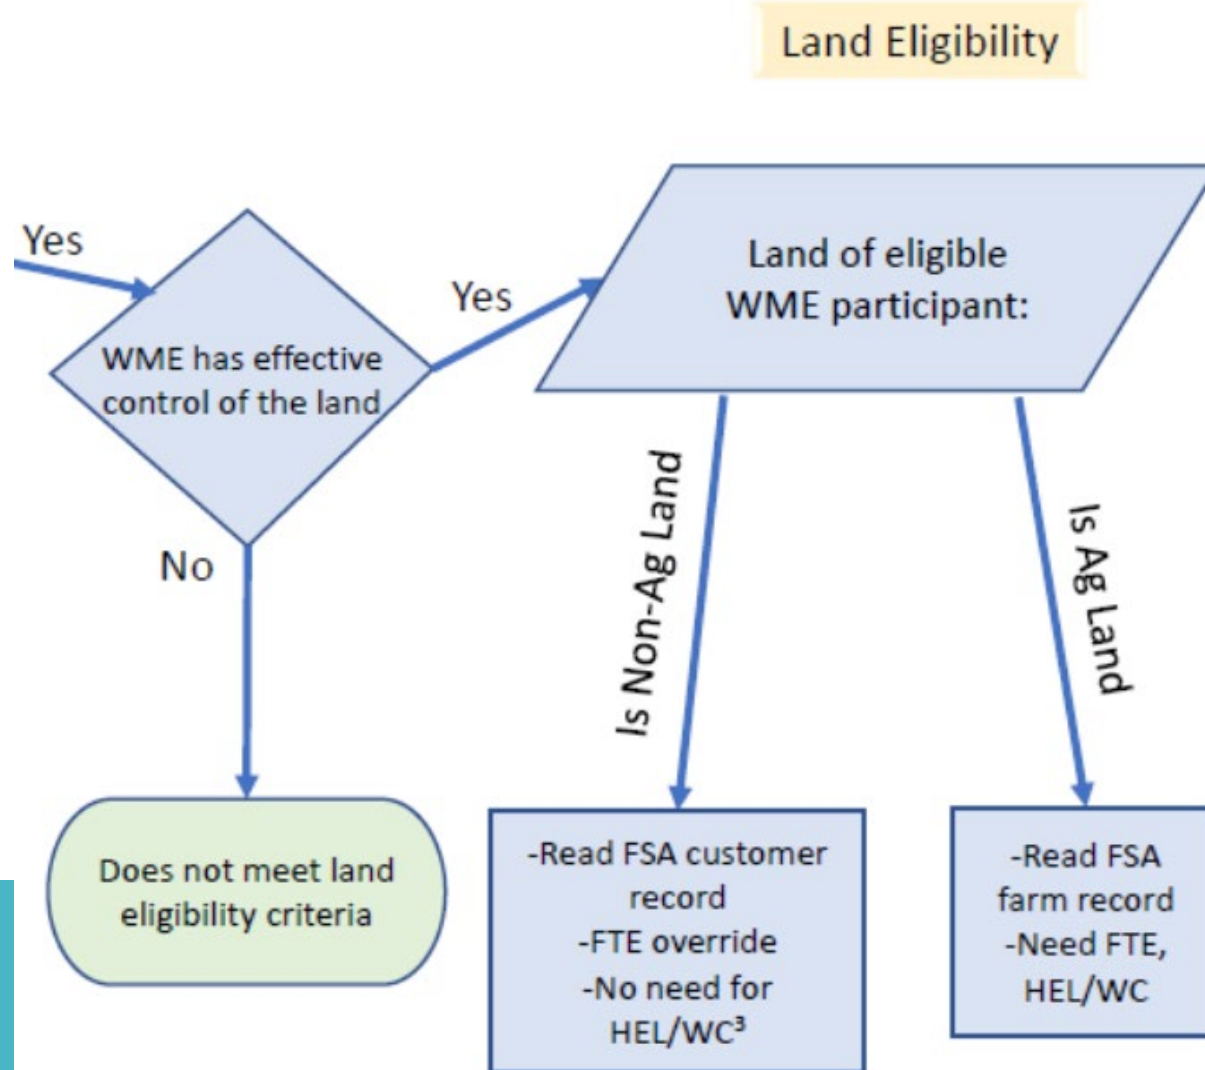 Land Eligibility
Yes
WME has effective
control of the land
Yes
Land of eligible
WME participant:
No
Is Non-Ag Land
Is Ag Land
Does not meet land
eligibility criteria
-Read FSA customer
record
-FTE override
-No need for
HEL/WC³
-Read FSA
farm record
-Need FTE,
HEL/WC